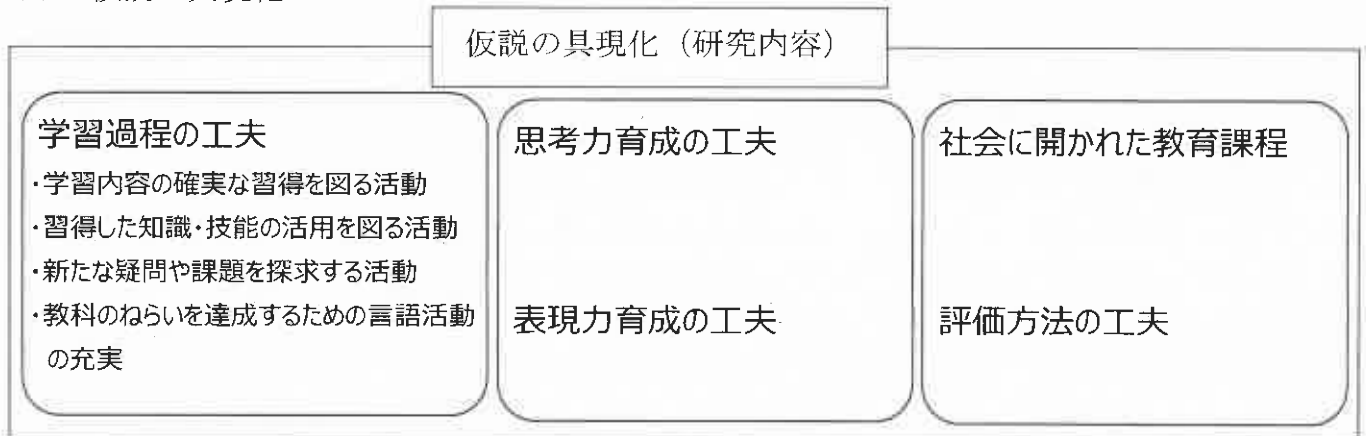 仮説の具現化（研究内容）
学習過程の工夫
・学習内容の確実な習得を図る活動
・習得した知識・技能の活用を図る活動
・新たな疑問や課題を探求する活動
・教科のねらいを達成するための言語活動
の充実
思考力育成の工夫
表現力育成の工夫
社会に開かれた教育課程
評価方法の工夫